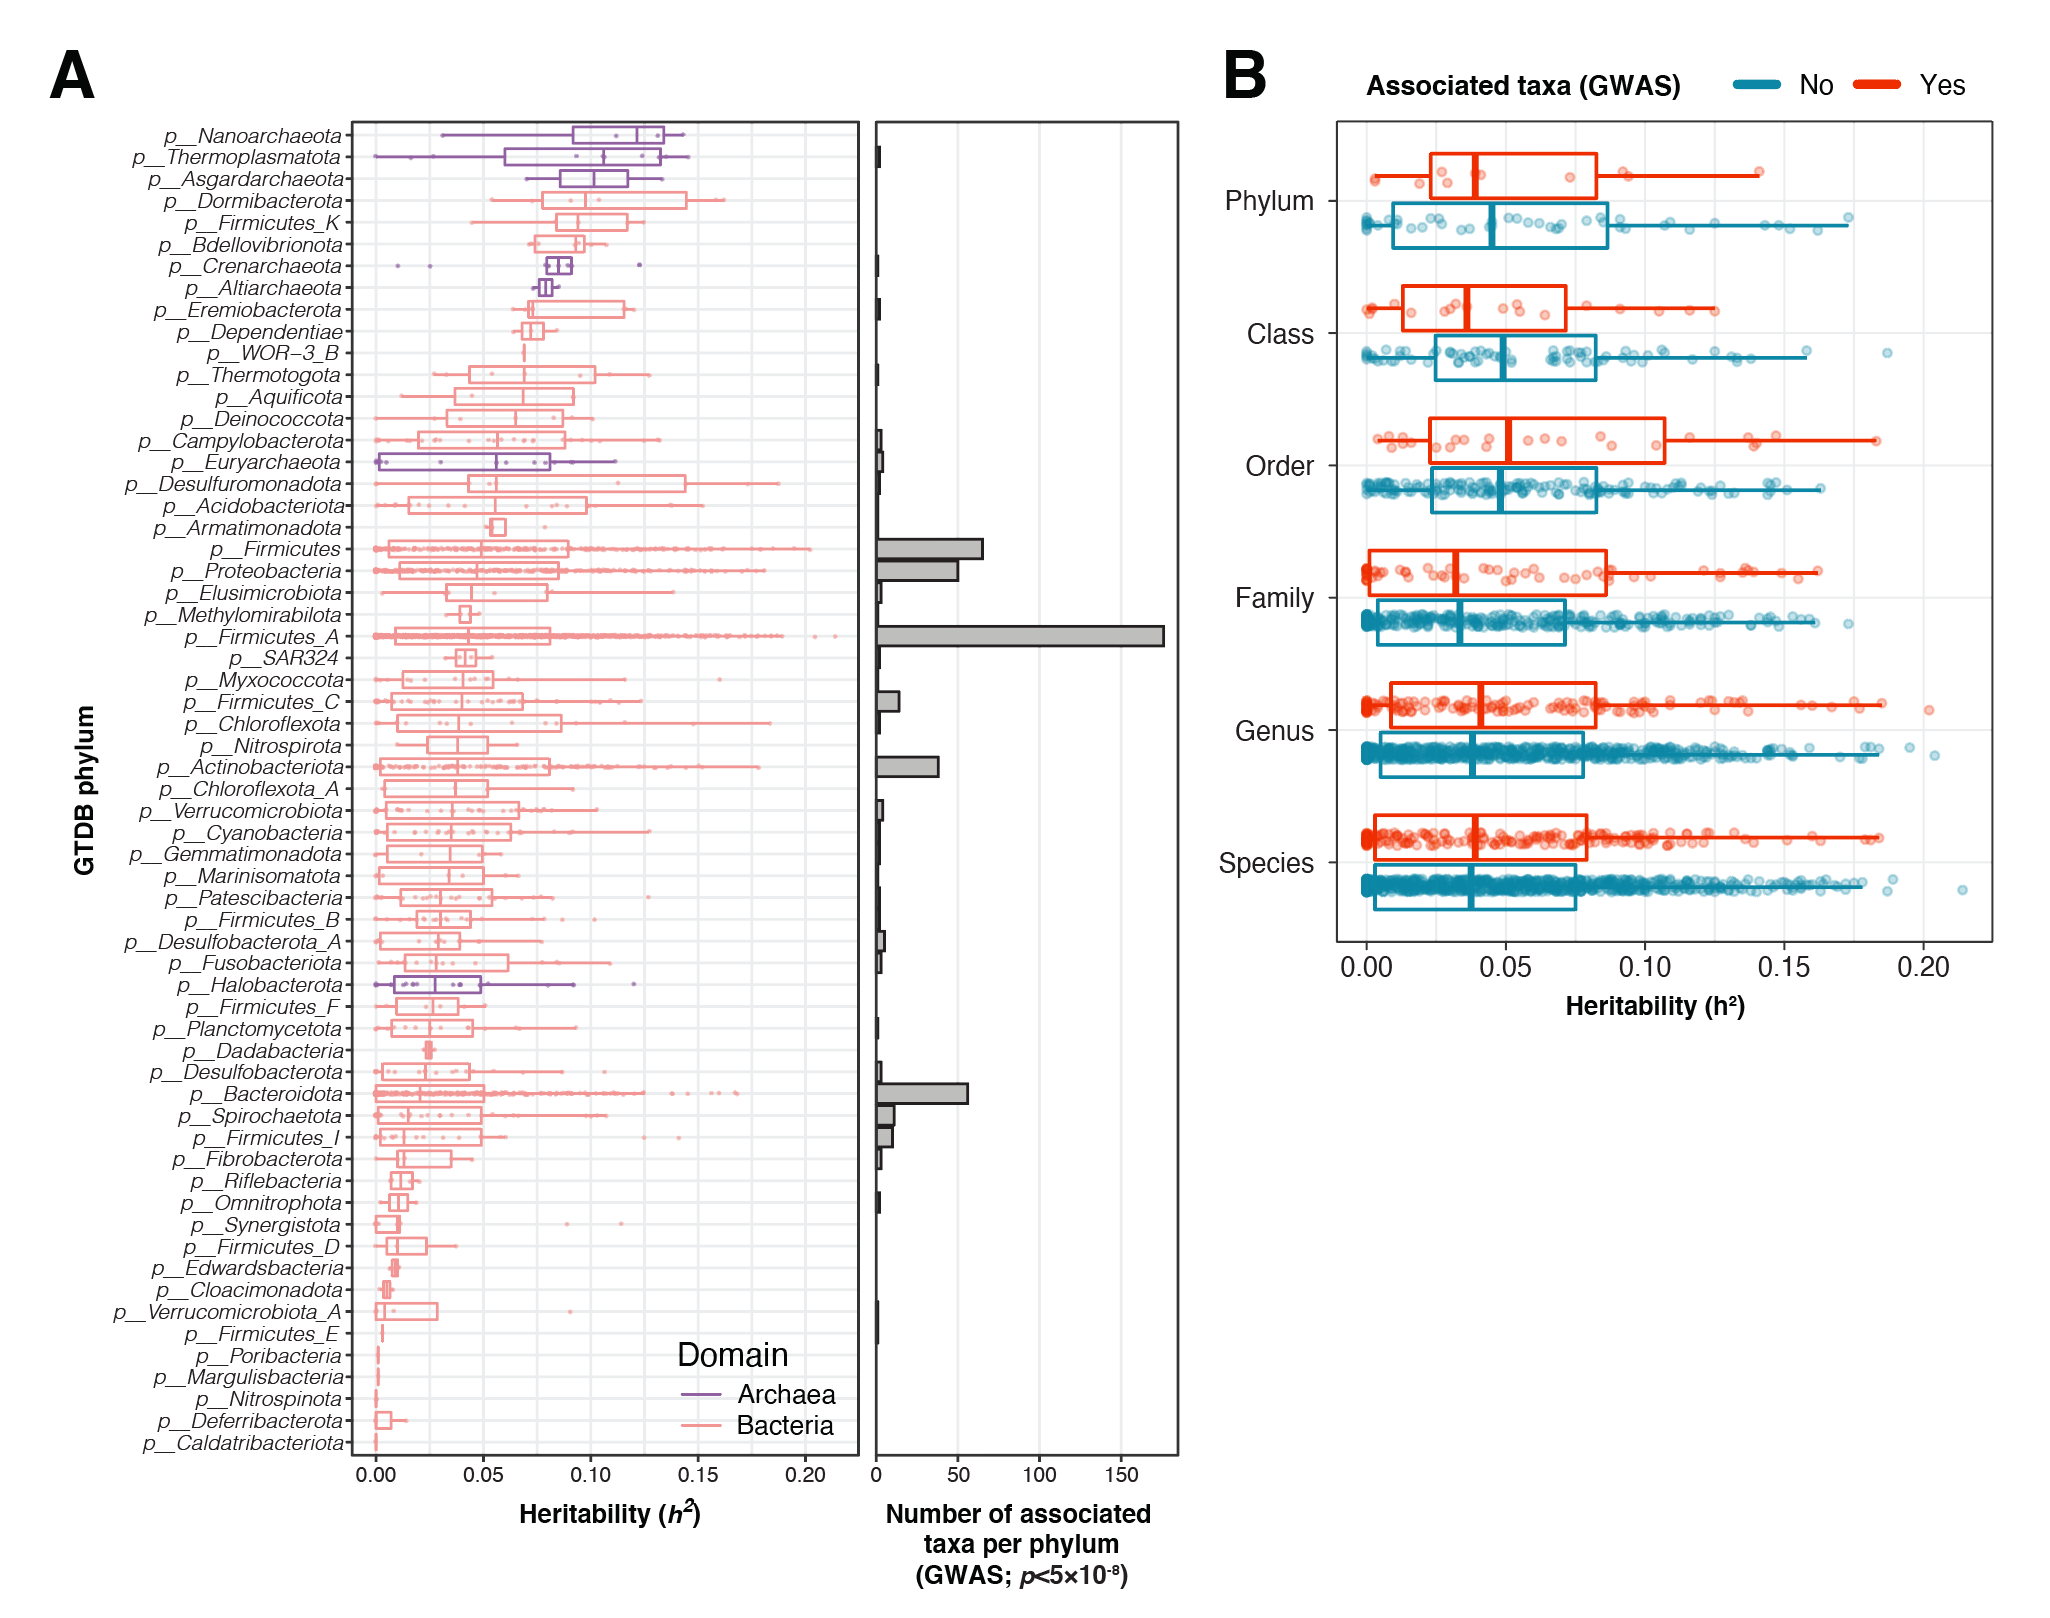 A
p__Nanoarchaeota
p__Thermoplasmatota
p__Asgardarchaeota
p__Dormibacterota
p__Firmicutes_K
p__Bdellovibrionota
p__Crenarchaeota
p__Altiarchaeota
p__Eremiobacterota
p__Dependentiae
p__WOR−3_B
p__Thermotogota
p__Aquificota
p__Deinococcota
p__Campylobacterota
p__Euryarchaeota
p__Desulfuromonadota
p__Acidobacteriota
p__Armatimonadota
p__Firmicutes
p__Proteobacteria
p__Elusimicrobiota
p__Methylomirabilota
p__Firmicutes_A
p__SAR324
p__Myxococcota
p__Firmicutes_C
p__Chloroflexota
p__Nitrospirota
p__Actinobacteriota
p__Chloroflexota_A
p__Verrucomicrobiota
p__Cyanobacteria
p__Gemmatimonadota
p__Marinisomatota
p__Patescibacteria
p__Firmicutes_B
p__Desulfobacterota_A
p__Fusobacteriota
p__Halobacterota
p__Firmicutes_F
p__Planctomycetota
p__Dadabacteria
p__Desulfobacterota
p__Bacteroidota
p__Spirochaetota
p__Firmicutes_I
p__Fibrobacterota
p__Riflebacteria
p__Omnitrophota
p__Synergistota
p__Firmicutes_D
p__Edwardsbacteria
p__Cloacimonadota
p__Verrucomicrobiota_A
p__Firmicutes_E
p__Poribacteria
p__Margulisbacteria
p__Nitrospinota
p__Deferribacterota
p__Caldatribacteriota
GTDB phylum
Domain
Archaea
Bacteria
0.00 0.05 0.10 0.15 0.20
Heritability (h²)
0 50 100 150
Number of associated
taxa per phylum
(GWAS; p<5×10⁻⁸)
B
Associated taxa (GWAS) No Yes
Phylum
Class
Order
Family
Genus
Species
0.00 0.05 0.10 0.15 0.20
Heritability (h²)